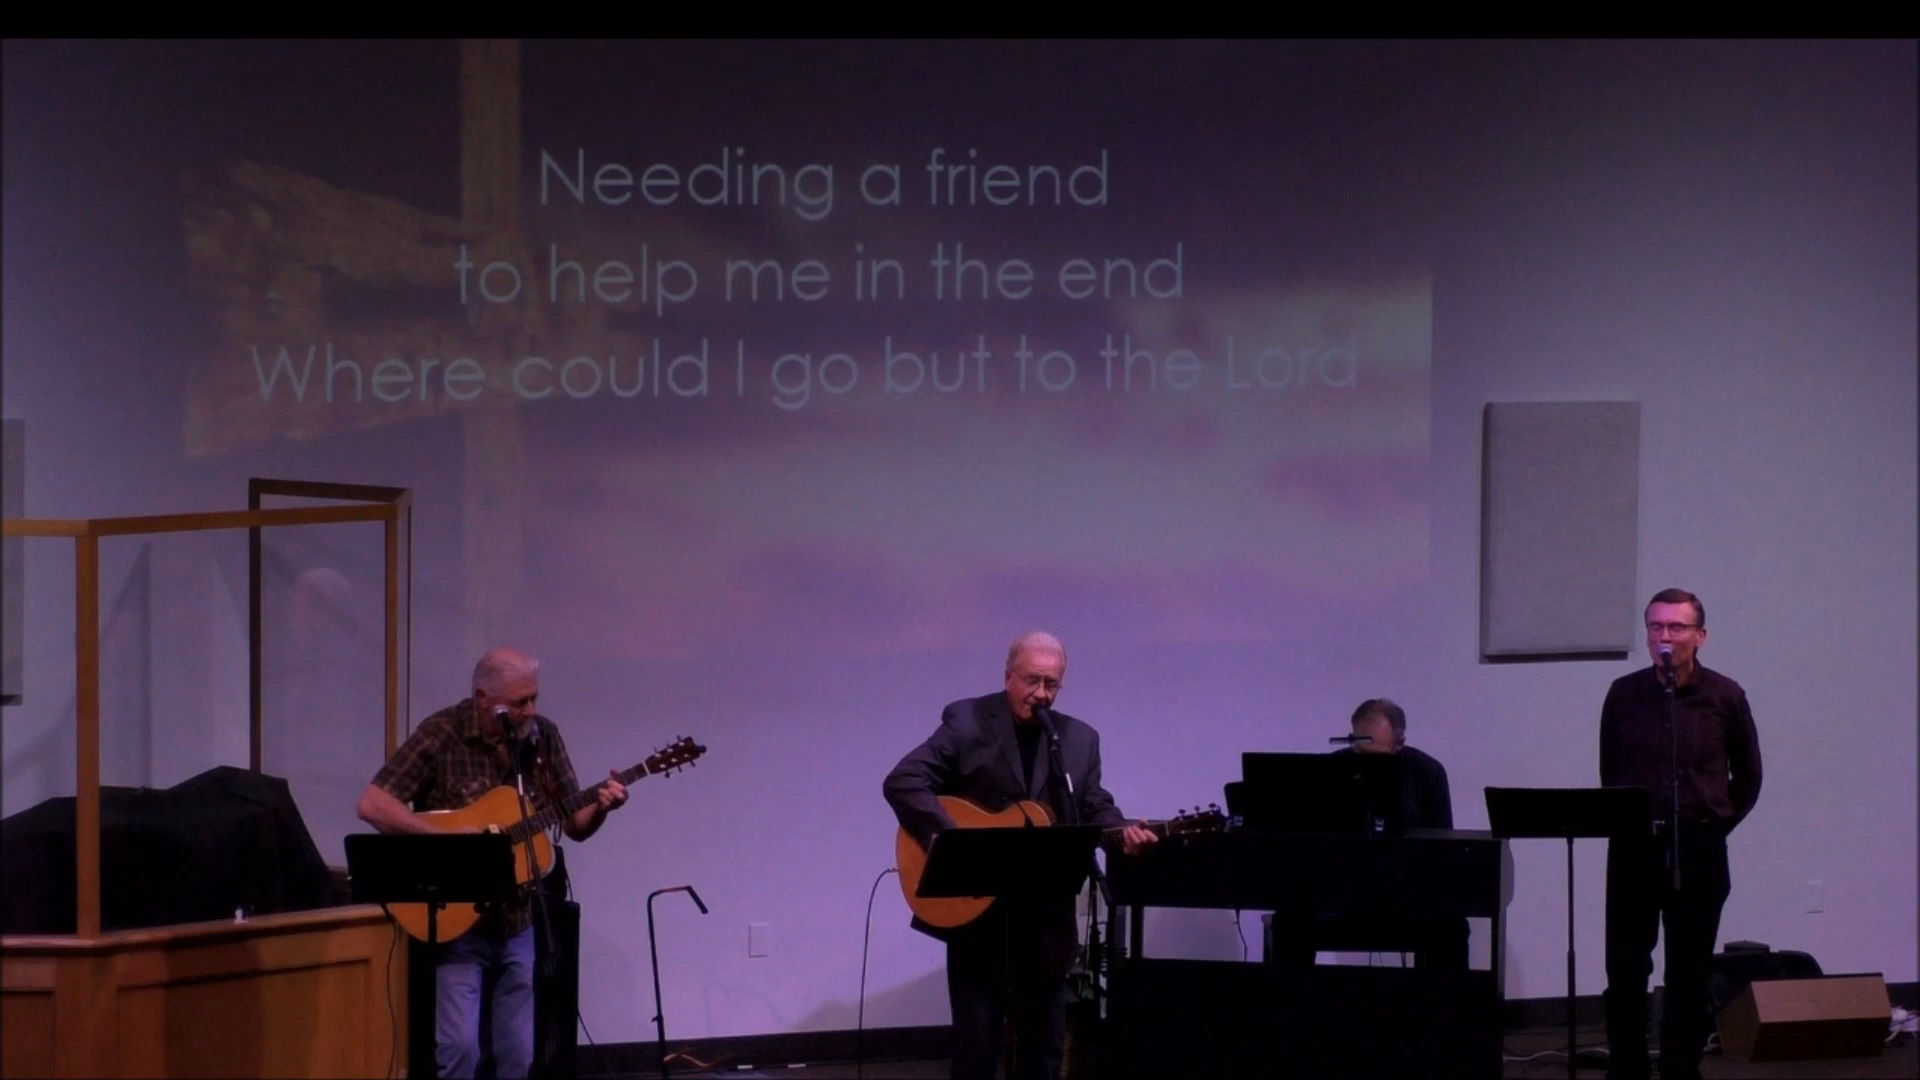 Needing a friend
to help me in the end
Where could I go but to the Lord